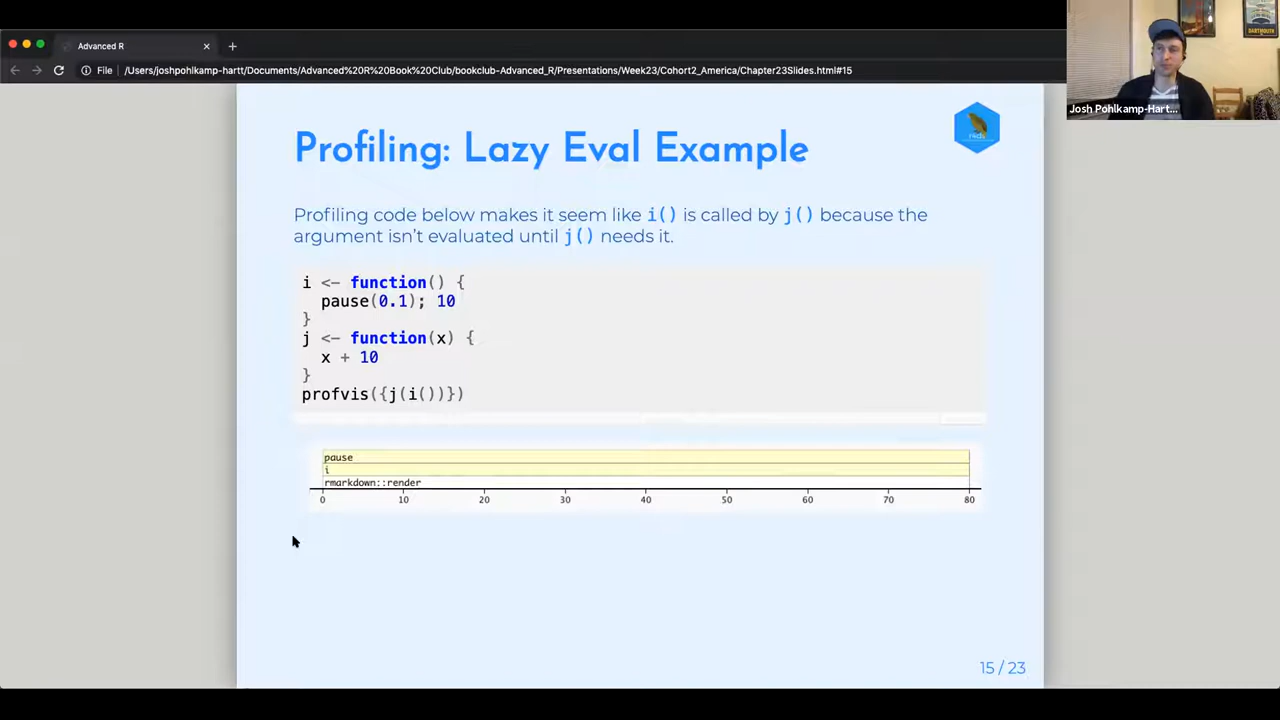 Advanced R
File
/Users/joshpohlkamp-hartt/Documents/Advanced%20R%20Book%20Club/bookclub-Advanced_R/Presentations/Week23/Cohort2_America/Chapter23Slides.html#15
DARTMOUTH
Josh Pohlkamp-Hart...
Profiling: Lazy Eval Example
r4ds
Profiling code below makes it seem like i() is called by j() because the
argument isn't evaluated until j() needs it.
i <- function() {
pause(0.1); 10
}
j <- function(x) {
x + 10
}
profvis({j(i())})
pause
i
rmarkdown::render
0 10 20 30 40 50 60 70 80
15 / 23